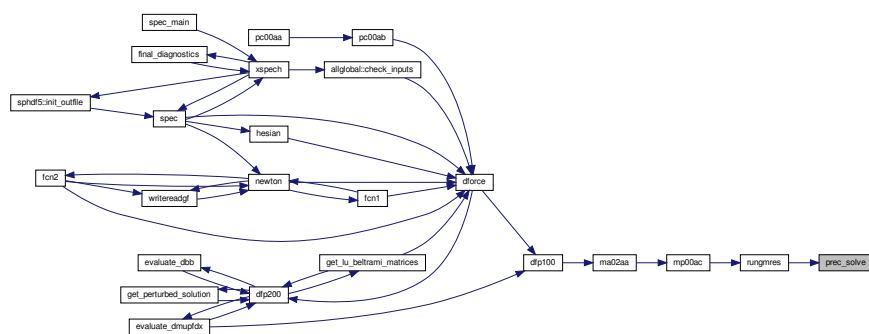 spec_main
pc00aa
pc00ab
final_diagnostics
xspech
allglobal::check_inputs
sphdf5::init_outfile
spec
hesian
fcn2
newton
dforce
writereadgf
fcn1
evaluate_dbb
get_lu_beltrami_matrices
dfp100
ma02aa
mp00ac
rungmres
prec_solve
get_perturbed_solution
dfp200
evaluate_dmupfdx